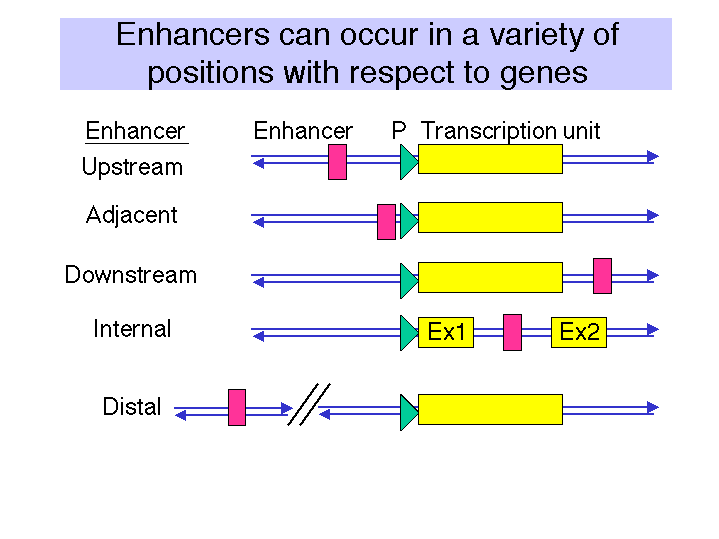 Enhancers can occur in a variety of
positions with respect to genes
Enhancer Enhancer P Transcription unit
Upstream
Adjacent
Downstream
Internal Ex1 Ex2
Distal